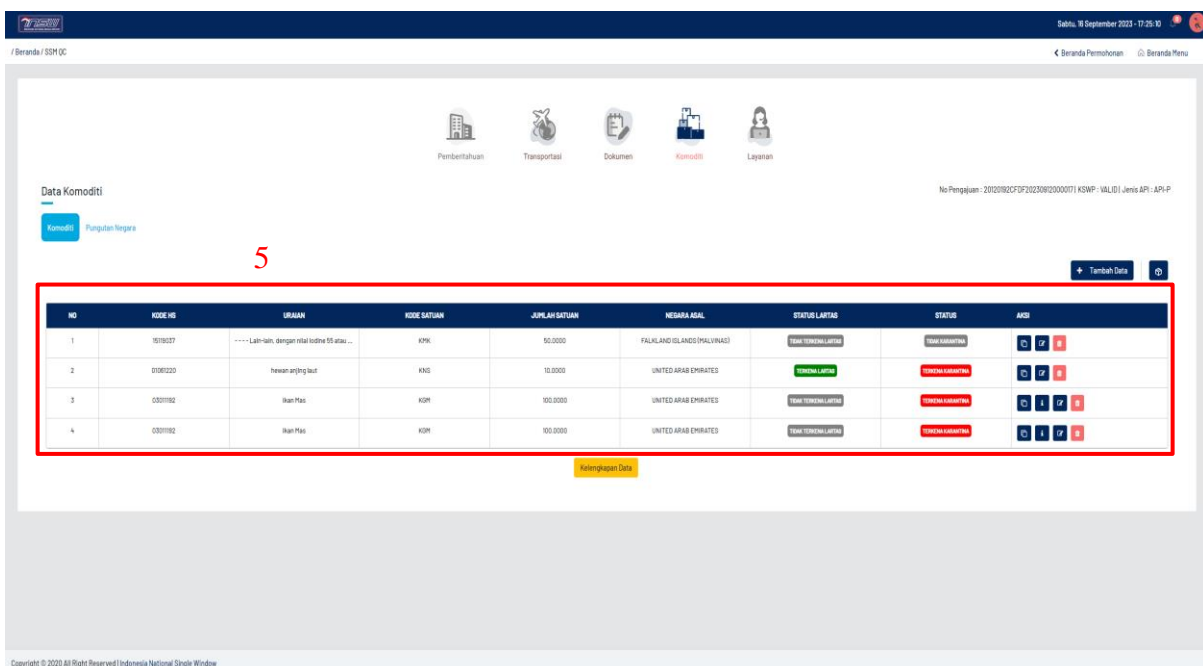 Sabtu, 16 September 2023 - 17:25:10
/ Beranda / SSM QC
Beranda Permohonan Beranda Menu
Pemberitahuan Transportasi Dokumen Komoditi Layanan
Data Komoditi
No Pengajuan : 20120192CFDF20230912000017 | KSWP : VALID | Jenis API : API-P
Komoditi Pungutan Negara
5
+ Tambah Data
NO KODE HS URAIAN KODE SATUAN JUMLAH SATUAN NEGARA ASAL STATUS LARTAS STATUS AKSI
1 15119037 - - - - Lain-lain, dengan nilai Iodine 55 atau ... KMK 50.0000 FALKLAND ISLANDS (MALVINAS) TIDAK TERKENA LARTAS TIDAK KARANTINA
2 01061220 hewan anjing laut KNS 10.0000 UNITED ARAB EMIRATES TERKENA LARTAS TERKENA KARANTINA
3 03011192 Ikan Mas KGM 100.0000 UNITED ARAB EMIRATES TIDAK TERKENA LARTAS TERKENA KARANTINA
4 03011192 Ikan Mas KGM 100.0000 UNITED ARAB EMIRATES TIDAK TERKENA LARTAS TERKENA KARANTINA
Kelengkapan Data
Copyright © 2020 All Right Reserved | Indonesia National Single Window